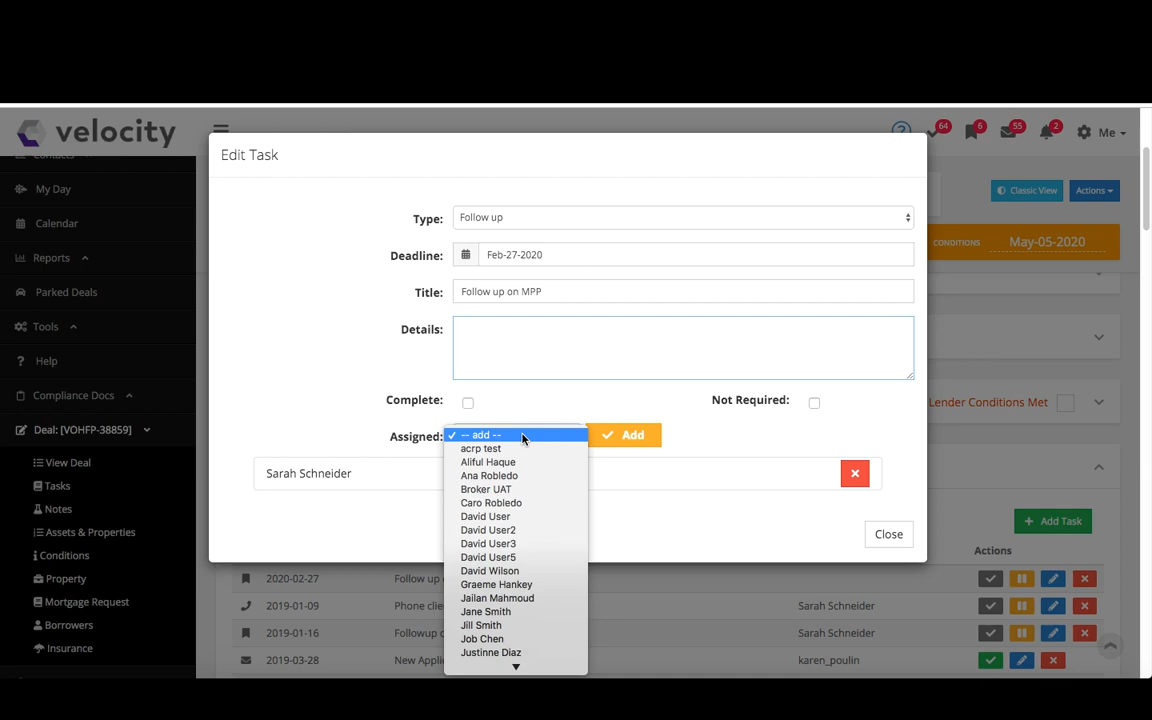 velocity
64
6
55
2
Me
Contacts
My Day
Calendar
Reports
Parked Deals
Tools
Help
Compliance Docs
Deal: [VOHFP-38859]
View Deal
Tasks
Notes
Assets & Properties
Conditions
Property
Mortgage Request
Borrowers
Insurance
Classic View
Actions
CONDITIONS
May-05-2020
Lender Conditions Met
Edit Task
Type:
Follow up
Deadline:
Feb-27-2020
Title:
Follow up on MPP
Details:
Complete:
Not Required:
Assigned:
-- add --
Add
acrp test
Aliful Haque
Ana Robledo
Broker UAT
Caro Robledo
David User
David User2
David User3
David User5
David Wilson
Graeme Hankey
Jailan Mahmoud
Jane Smith
Jill Smith
Job Chen
Justinne Diaz
Sarah Schneider
Close
+ Add Task
Actions
2020-02-27 Follow up
2019-01-09 Phone clie Sarah Schneider
2019-01-16 Followup c Sarah Schneider
2019-03-28 New Appli karen_poulin